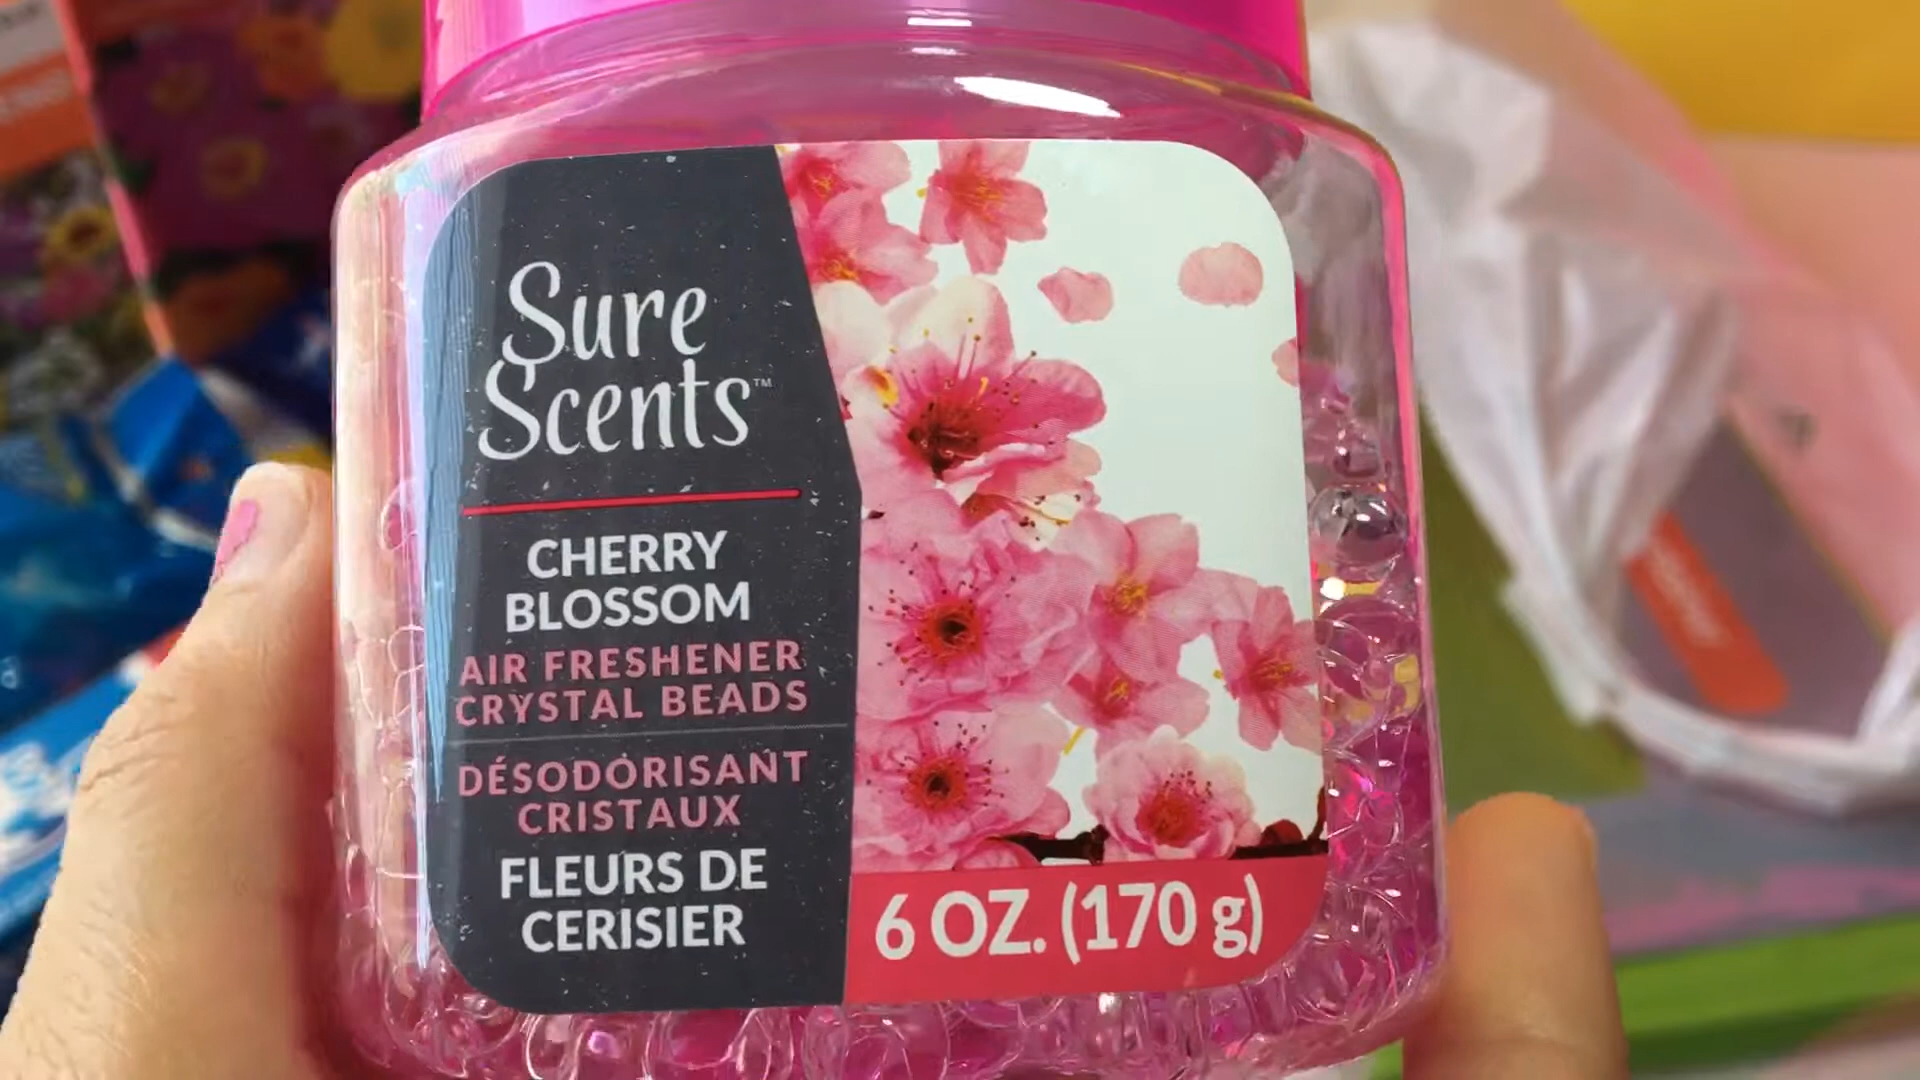 Sure
Scents™
CHERRY
BLOSSOM
AIR FRESHENER
CRYSTAL BEADS
DÉSODORISANT
CRISTAUX
FLEURS DE
CERISIER
6 OZ. (170 g)